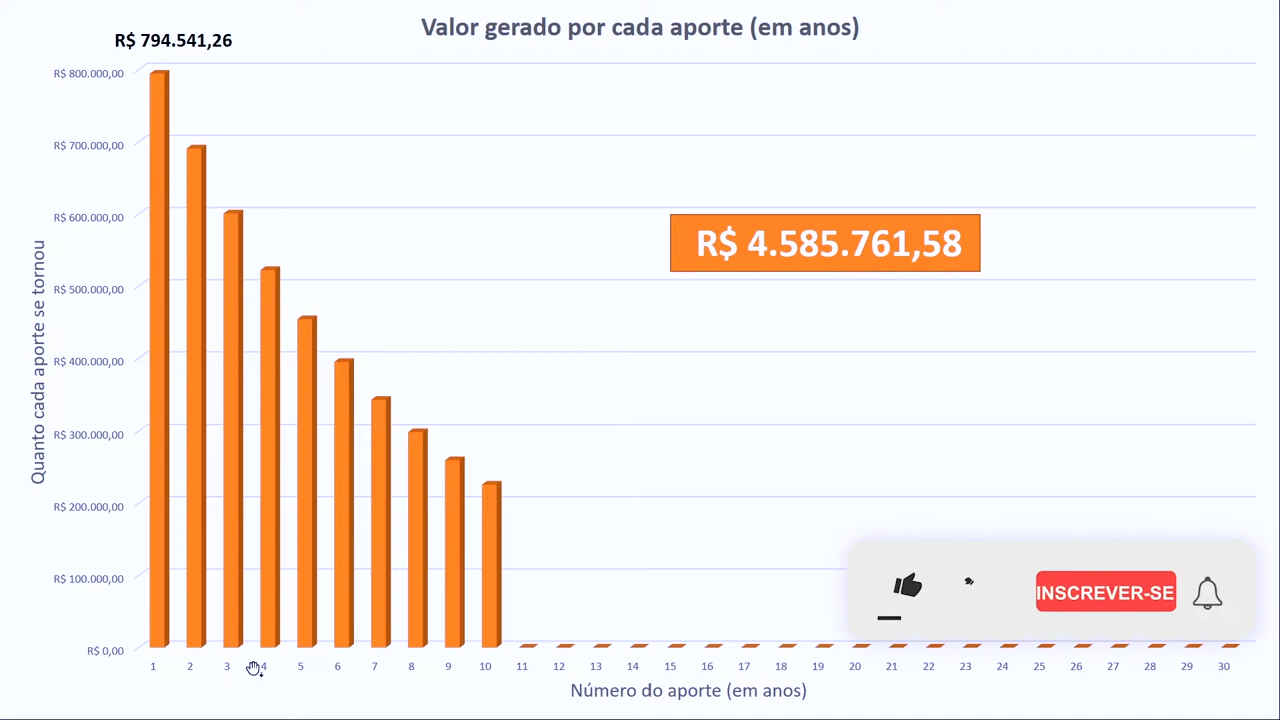 Valor gerado por cada aporte (em anos)
R$ 794.541,26
R$ 800.000,00
R$ 700.000,00
R$ 600.000,00
R$ 500.000,00
R$ 400.000,00
R$ 300.000,00
R$ 200.000,00
R$ 100.000,00
R$ 0,00
Quanto cada aporte se tornou
R$ 4.585.761,58
INSCREVER-SE
1 2 3 4 5 6 7 8 9 10 11 12 13 14 15 16 17 18 19 20 21 22 23 24 25 26 27 28 29 30
Número do aporte (em anos)